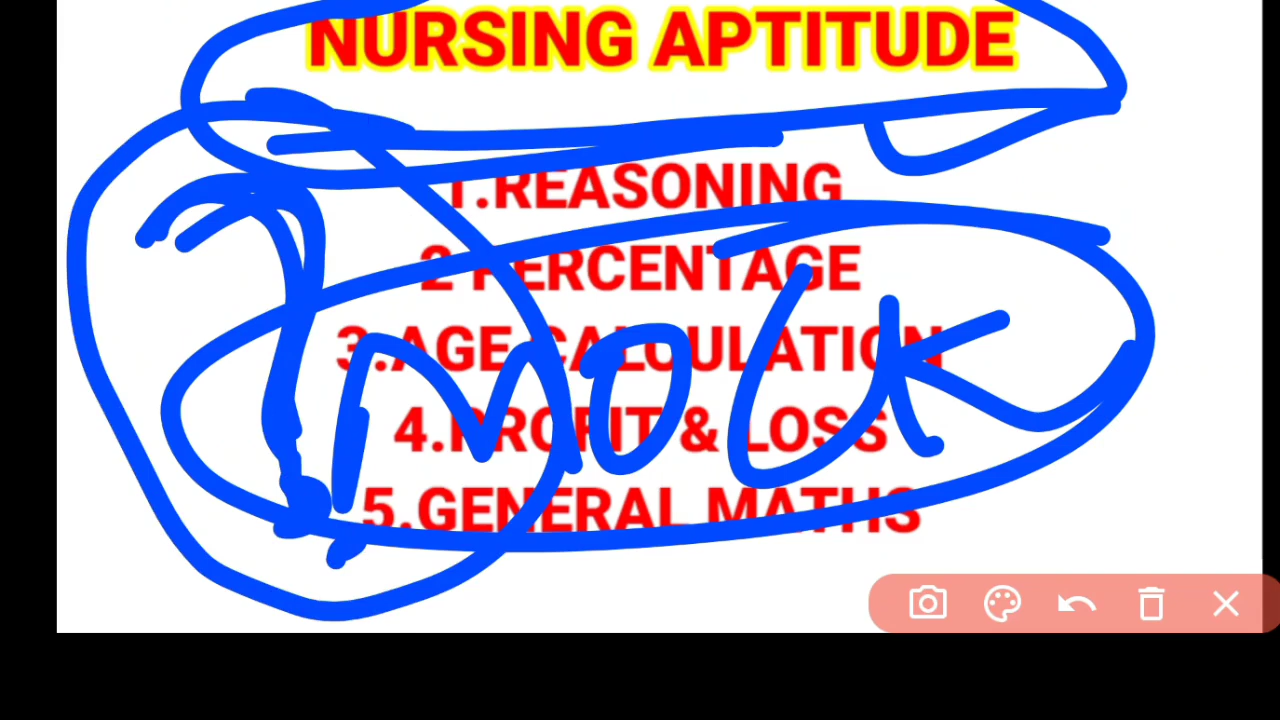 NURSING APTITUDE
1.REASONING
2 PERCENTAGE
3.AGE CALCULATION
4.PROFIT & LOSS
5.GENERAL MATHS
MOCK